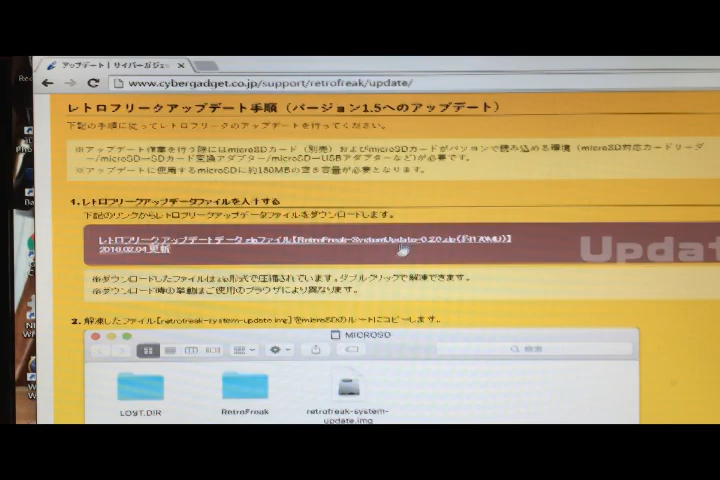 アップデート | サイバーガジェ
www.cybergadget.co.jp/support/retrofreak/update/
レトロフリークアップデート手順（バージョン1.5へのアップデート）
下記の手順に従ってレトロフリークのアップデートを行ってください。
※アップデート作業を行う際にはmicroSDカード（別売）およびmicroSDカードがパソコンで読み込める環境（microSD対応カードリーダ
ー/microSD→SDカード変換アダプター/microSD→USBアダプターなど)が必要です。
※アップデートに使用するmicroSDに約180MBの空き容量が必要となります。
1.レトロフリークアップデータファイルを入手する
下記のリンクからレトロフリークアップデータファイルをダウンロードします。
レトロフリーク アップデートデータ zipファイル[RetroFreak-SystemUpdate-0.2.0.zip(約170MB)]
2016.02.04 更新
Updat
※ダウンロードしたファイルはzip形式で圧縮されています。ダブルクリックで解凍できます。
※ダウンロード時の挙動はご使用のブラウザにより異なります。
2. 解凍したファイル[retrofreak-system-update.img]をmicroSDのルートにコピーします。
MICROSD
検索
LOST.DIR
RetroFreak
retrofreak-system-
update.img